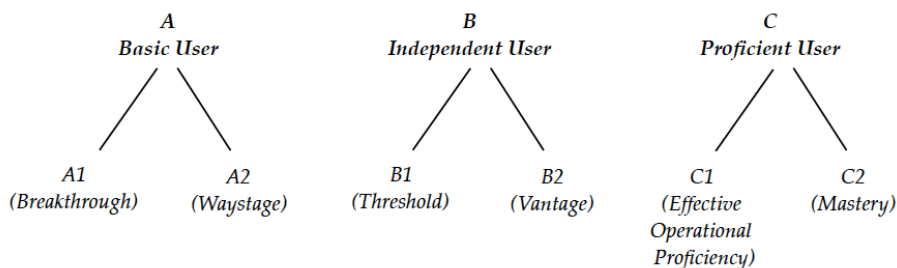 A
Basic User
B
Independent User
C
Proficient User
A1
(Breakthrough)
A2
(Waystage)
B1
(Threshold)
B2
(Vantage)
C1
(Effective
Operational
Proficiency)
C2
(Mastery)